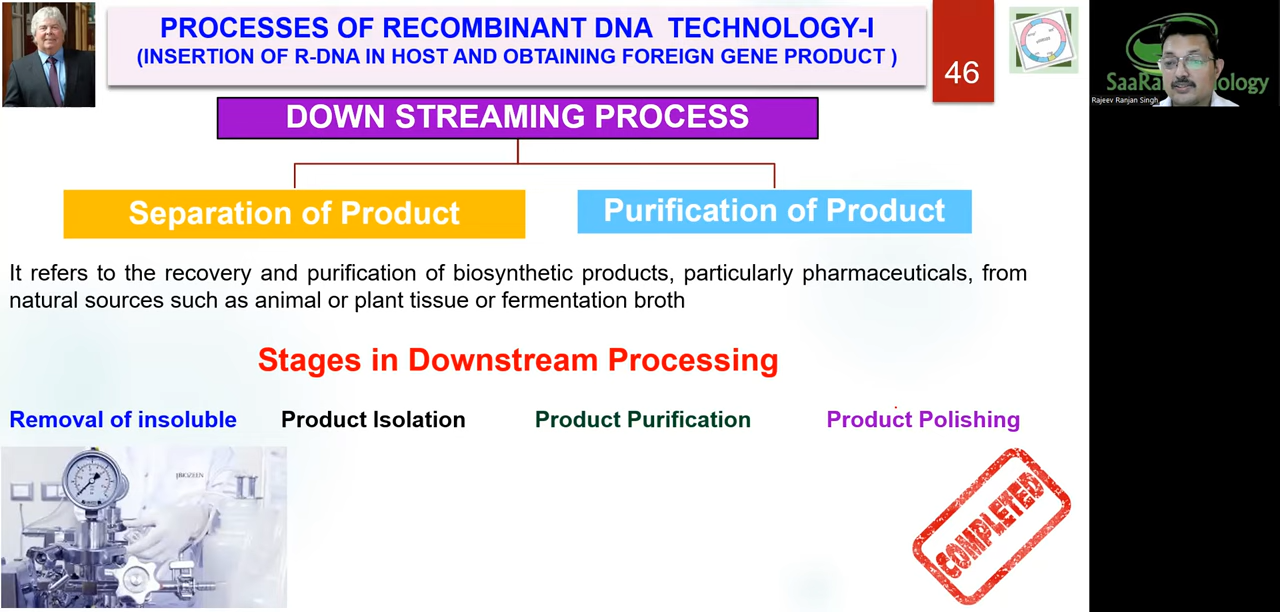 PROCESSES OF RECOMBINANT DNA TECHNOLOGY-I
(INSERTION OF R-DNA IN HOST AND OBTAINING FOREIGN GENE PRODUCT )
46
Rajeev Ranjan Singh
DOWN STREAMING PROCESS
Separation of Product
Purification of Product
It refers to the recovery and purification of biosynthetic products, particularly pharmaceuticals, from
natural sources such as animal or plant tissue or fermentation broth
Stages in Downstream Processing
Removal of insoluble
Product Isolation
Product Purification
Product Polishing
COMPLETED